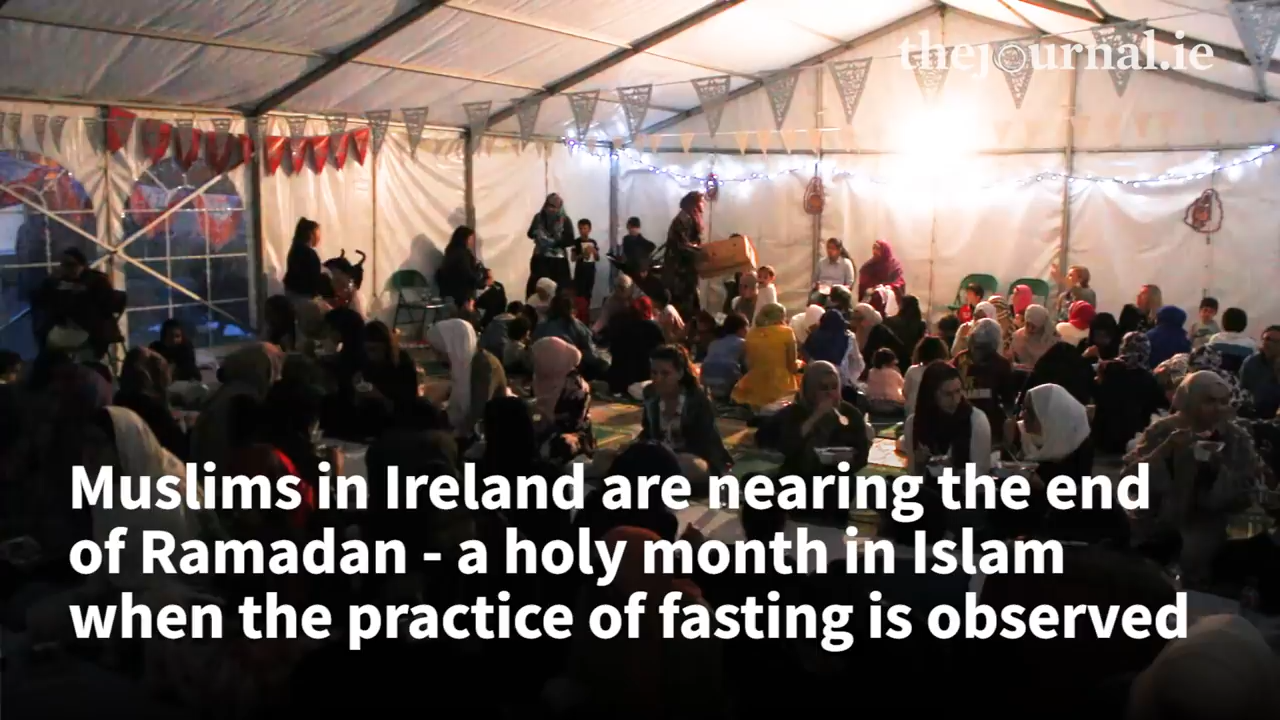 thejournal.ie
Muslims in Ireland are nearing the end
of Ramadan - a holy month in Islam
when the practice of fasting is observed